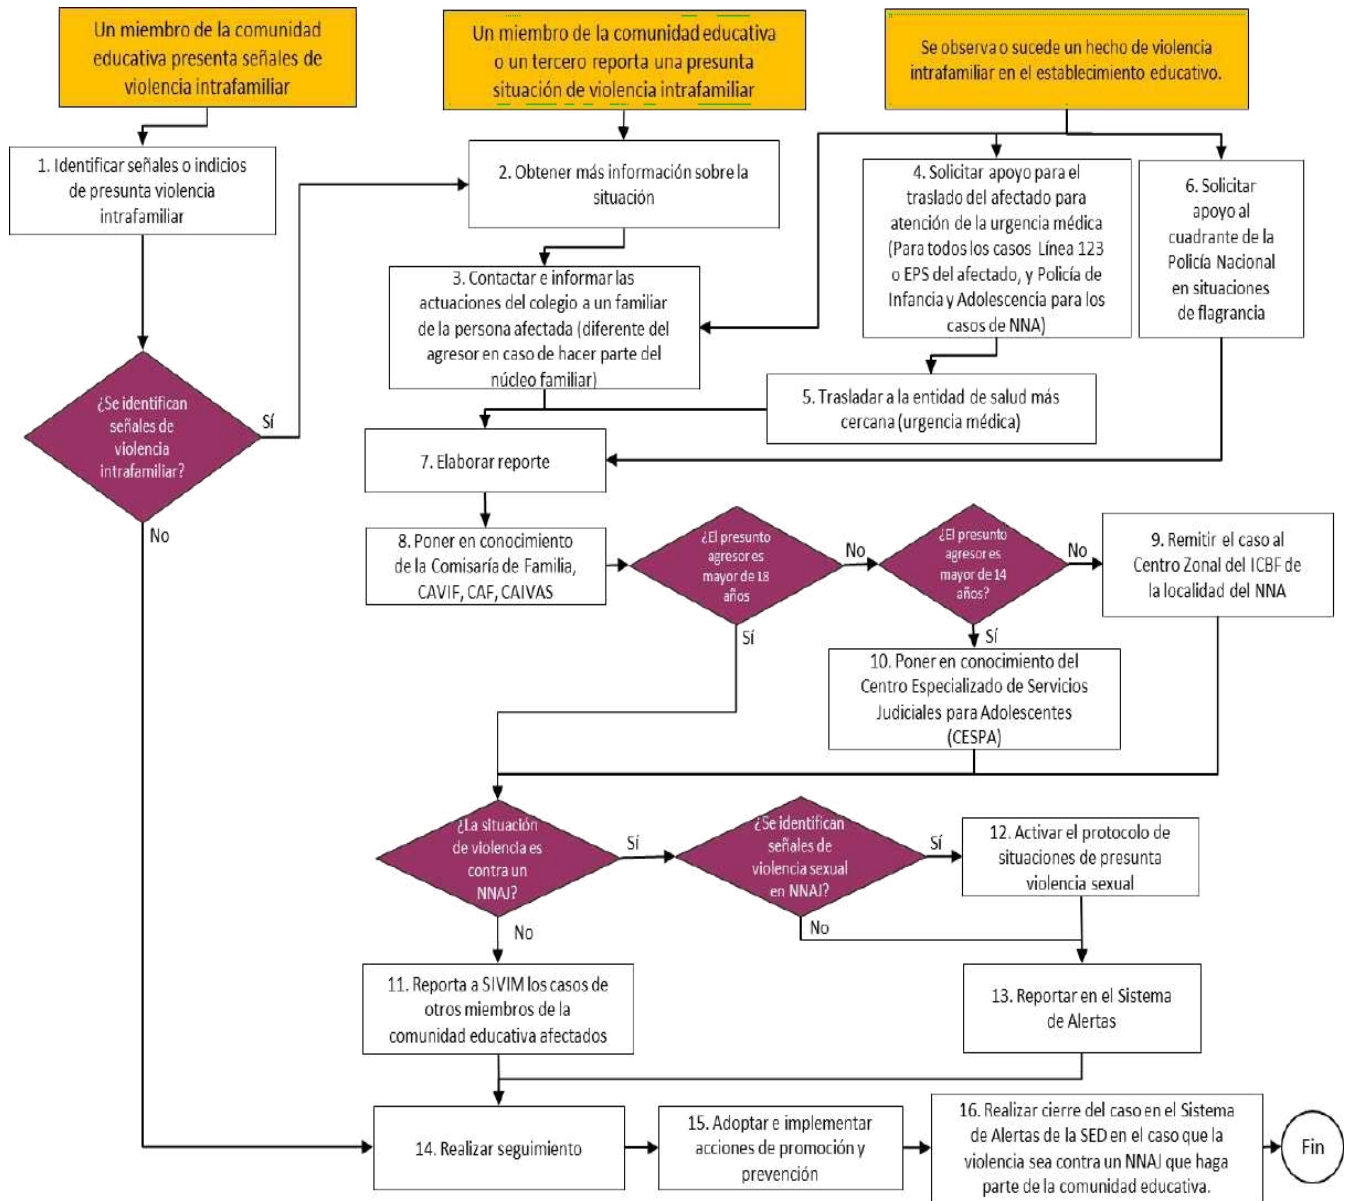 Un miembro de la comunidad
educativa presenta señales de
violencia intrafamiliar
Un miembro de la comunidad educativa
o un tercero reporta una presunta
situación de violencia intrafamiliar
Se observa o sucede un hecho de violencia
intrafamiliar en el establecimiento educativo.
1. Identificar señales o indicios
de presunta violencia
intrafamiliar
2. Obtener más información sobre la
situación
4. Solicitar apoyo para el
traslado del afectado para
atención de la urgencia médica
(Para todos los casos Línea 123
o EPS del afectado, y Policía de
Infancia y Adolescencia para los
casos de NNA)
6. Solicitar
apoyo al
cuadrante de la
Policía Nacional
en situaciones
de flagrancia
3. Contactar e informar las
actuaciones del colegio a un familiar
de la persona afectada (diferente del
agresor en caso de hacer parte del
núcleo familiar)
5. Trasladar a la entidad de salud más
cercana (urgencia médica)
¿Se identifican
señales de
violencia
intrafamiliar?
Sí
No
7. Elaborar reporte
8. Poner en conocimiento
de la Comisaría de Familia,
CAVIF, CAF, CAIVAS
¿El presunto
agresor es
mayor de 18
años
No
Sí
¿El presunto
agresor es
mayor de 14
años?
No
Sí
9. Remitir el caso al
Centro Zonal del ICBF de
la localidad del NNA
10. Poner en conocimiento del
Centro Especializado de Servicios
Judiciales para Adolescentes
(CESPA)
¿La situación
de violencia es
contra un
NNAJ?
Sí
No
¿Se identifican
señales de
violencia sexual
en NNAJ?
Sí
No
12. Activar el protocolo de
situaciones de presunta
violencia sexual
11. Reporta a SIVIM los casos de
otros miembros de la
comunidad educativa afectados
13. Reportar en el Sistema
de Alertas
14. Realizar seguimiento
15. Adoptar e implementar
acciones de promoción y
prevención
16. Realizar cierre del caso en el Sistema
de Alertas de la SED en el caso que la
violencia sea contra un NNAJ que haga
parte de la comunidad educativa.
Fin